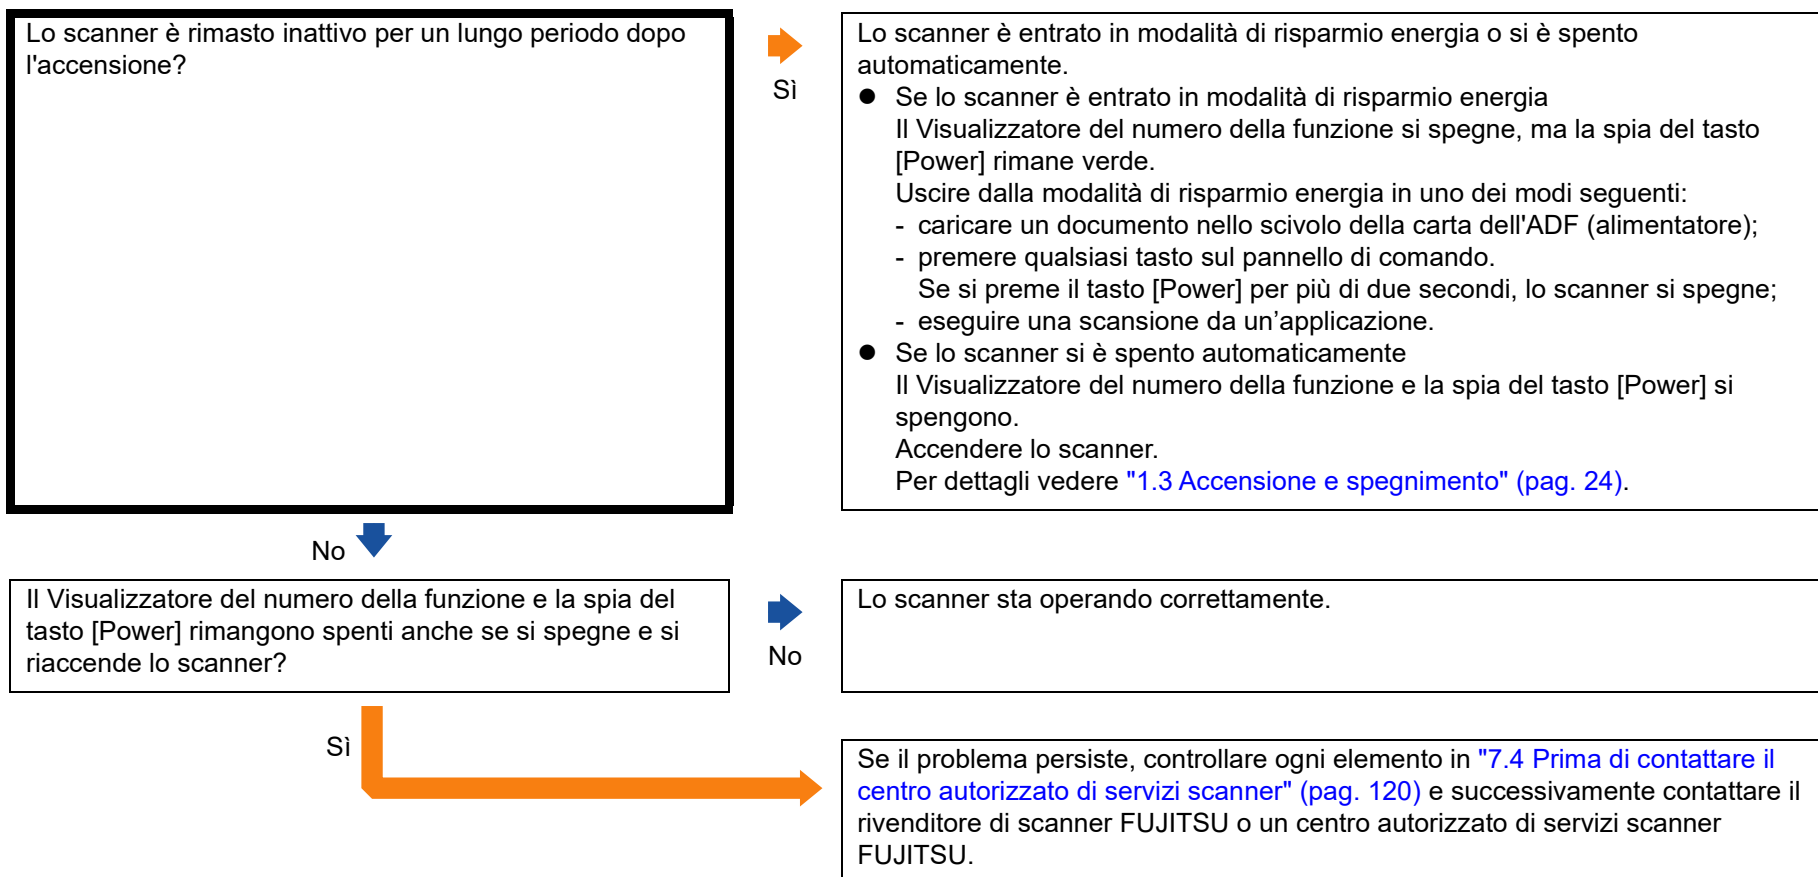 Lo scanner è rimasto inattivo per un lungo periodo dopo
l'accensione?
Sì
Lo scanner è entrato in modalità di risparmio energia o si è spento
automaticamente.
● Se lo scanner è entrato in modalità di risparmio energia
Il Visualizzatore del numero della funzione si spegne, ma la spia del tasto
[Power] rimane verde.
Uscire dalla modalità di risparmio energia in uno dei modi seguenti:
- caricare un documento nello scivolo della carta dell'ADF (alimentatore);
- premere qualsiasi tasto sul pannello di comando.
Se si preme il tasto [Power] per più di due secondi, lo scanner si spegne;
- eseguire una scansione da un’applicazione.
● Se lo scanner si è spento automaticamente
Il Visualizzatore del numero della funzione e la spia del tasto [Power] si
spengono.
Accendere lo scanner.
Per dettagli vedere "1.3 Accensione e spegnimento" (pag. 24).
No
Il Visualizzatore del numero della funzione e la spia del
tasto [Power] rimangono spenti anche se si spegne e si
riaccende lo scanner?
No
Lo scanner sta operando correttamente.
Sì
Se il problema persiste, controllare ogni elemento in "7.4 Prima di contattare il
centro autorizzato di servizi scanner" (pag. 120) e successivamente contattare il
rivenditore di scanner FUJITSU o un centro autorizzato di servizi scanner
FUJITSU.